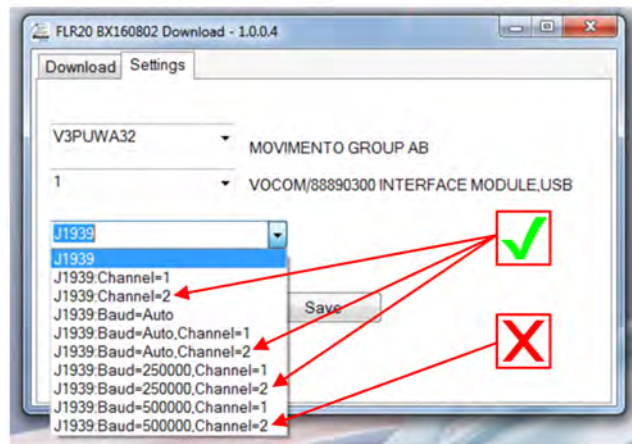 FLR20 BX160802 Download - 1.0.0.4
Download Settings
V3PUWA32 MOVIMENTO GROUP AB
1 VOCOM/88890300 INTERFACE MODULE,USB
J1939
J1939
J1939:Channel=1
J1939:Channel=2
J1939:Baud=Auto
Save
J1939:Baud=Auto,Channel=1
J1939:Baud=Auto,Channel=2
J1939:Baud=250000,Channel=1
J1939:Baud=250000,Channel=2
J1939:Baud=500000,Channel=1
J1939:Baud=500000,Channel=2